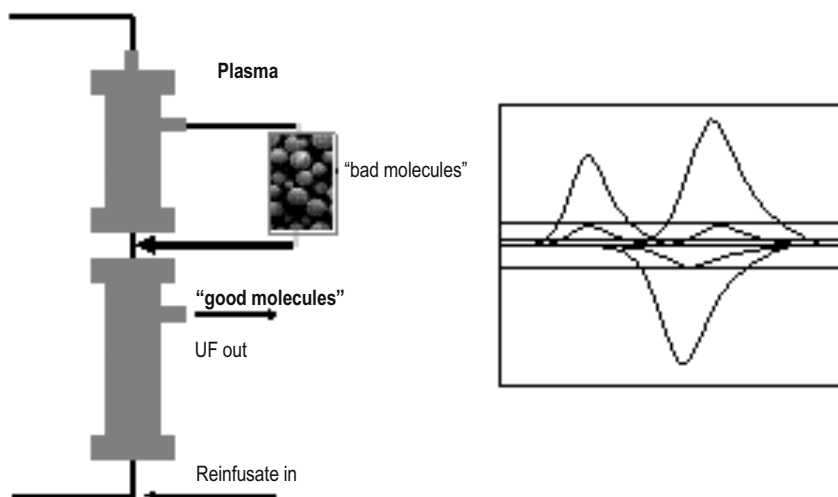 Plasma
“bad molecules”
“good molecules”
UF out
Reinfusate in